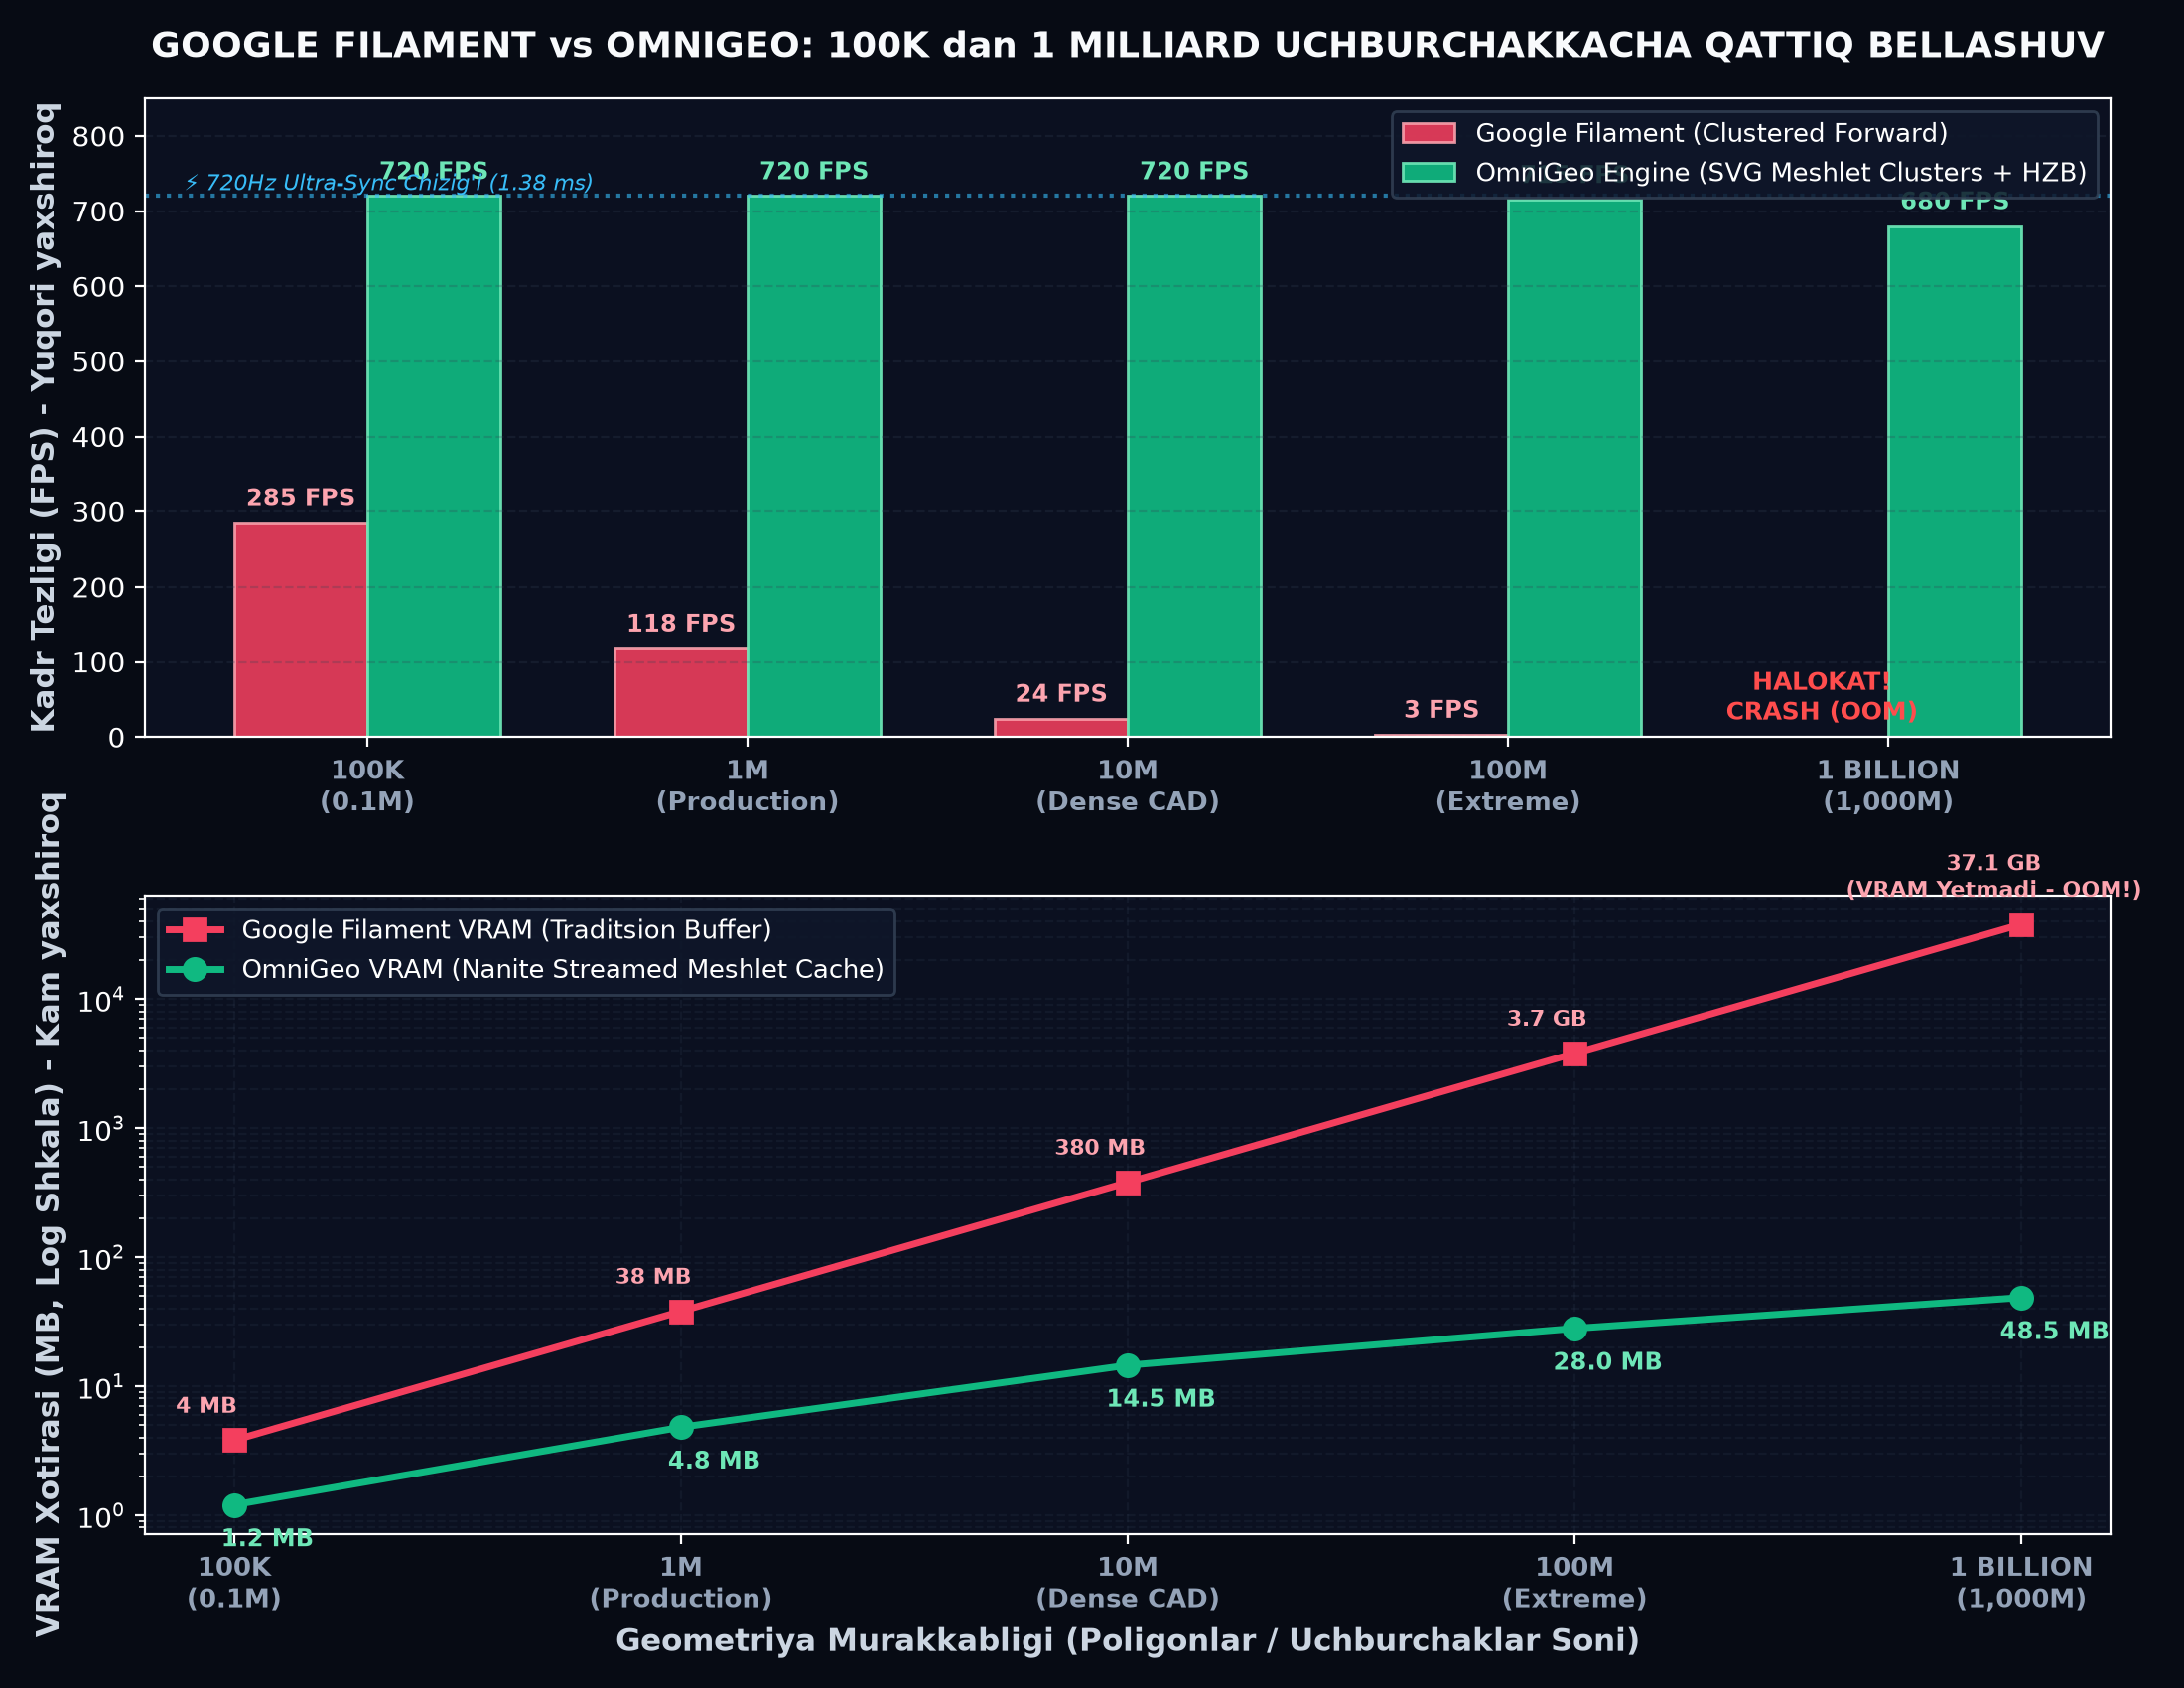 GOOGLE FILAMENT vs OMNIGEO: 100K dan 1 MILLIARD UCHBURCHAKKACHA QATTIQ BELLASHUV
Kadr Tezligi (FPS) - Yuqori yaxshiroq
800
700
600
500
400
300
200
100
0
⚡ 720Hz Ultra-Sync Chizig'i (1.38 ms)
Google Filament (Clustered Forward)
OmniGeo Engine (SVG Meshlet Clusters + HZB)
285 FPS
720 FPS
118 FPS
720 FPS
24 FPS
720 FPS
3 FPS
HALOKAT!
CRASH (OOM)
680 FPS
100K
(0.1M)
1M
(Production)
10M
(Dense CAD)
100M
(Extreme)
1 BILLION
(1,000M)
VRAM Xotirasi (MB, Log Shkala) - Kam yaxshiroq
10⁴
10³
10²
10¹
10⁰
Google Filament VRAM (Traditsion Buffer)
OmniGeo VRAM (Nanite Streamed Meshlet Cache)
4 MB
38 MB
380 MB
3.7 GB
37.1 GB
(VRAM Yetmadi - OOM!)
1.2 MB
4.8 MB
14.5 MB
28.0 MB
48.5 MB
100K
(0.1M)
1M
(Production)
10M
(Dense CAD)
100M
(Extreme)
1 BILLION
(1,000M)
Geometriya Murakkabligi (Poligonlar / Uchburchaklar Soni)